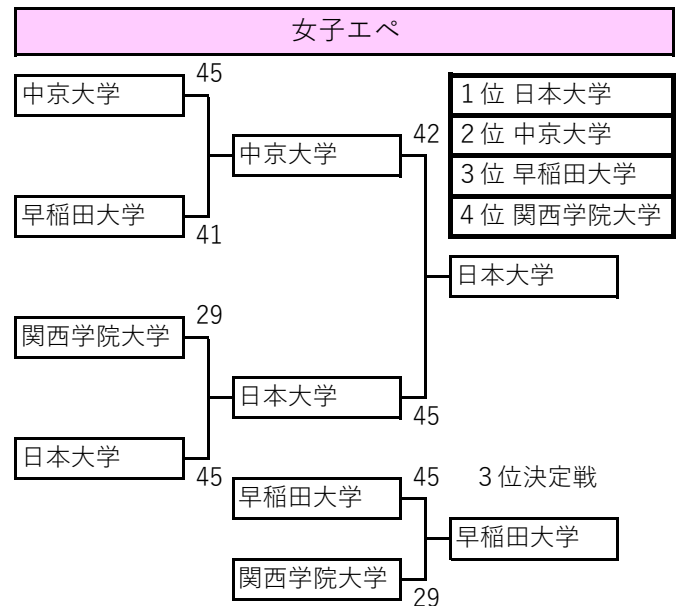 女子エペ
中京大学
45
早稲田大学
41
中京大学
42
関西学院大学
29
日本大学
45
日本大学
45
日本大学
1位 日本大学
2位 中京大学
3位 早稲田大学
4位 関西学院大学
3位決定戦
早稲田大学
45
関西学院大学
29
早稲田大学